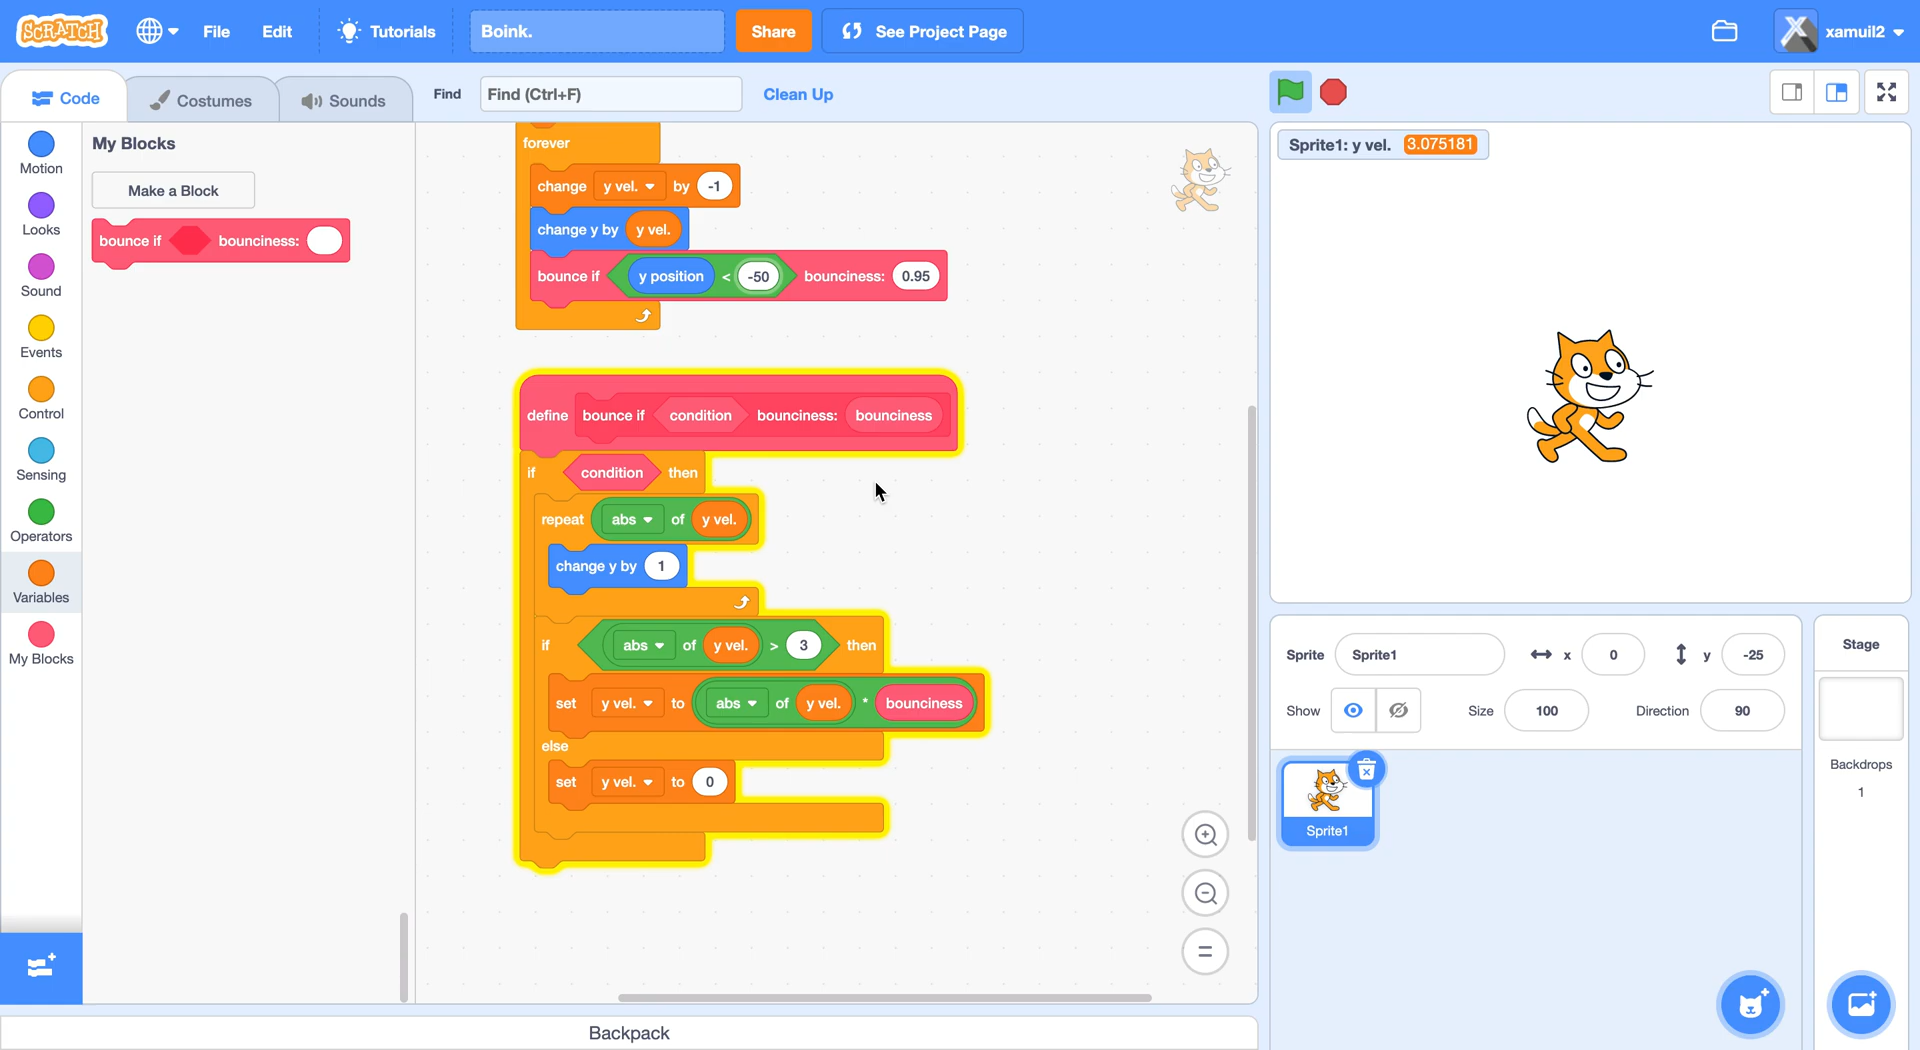 SCRATCH File Edit Tutorials Boink. Share See Project Page xamuil2
Code Costumes Sounds Find Find (Ctrl+F) Clean Up
Motion
Looks
Sound
Events
Control
Sensing
Operators
Variables
My Blocks
My Blocks
Make a Block
bounce if bounciness:
forever
change y vel. by -1
change y by y vel.
bounce if y position < -50 bounciness: 0.95
define bounce if condition bounciness: bounciness
if condition then
repeat abs of y vel.
change y by 1
if abs of y vel. > 3 then
set y vel. to abs of y vel. * bounciness
else
set y vel. to 0
Backpack
Sprite1: y vel. 3.075181
Sprite Sprite1 x 0 y -25
Show Size 100 Direction 90
Sprite1
Stage
Backdrops
1